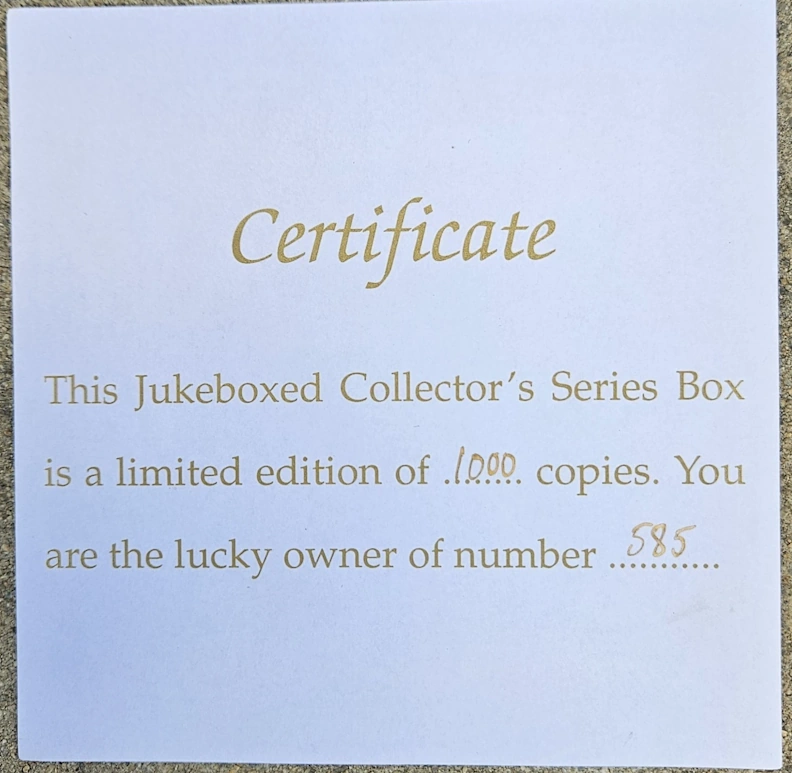 Certificate
This Jukeboxed Collector's Series Box
is a limited edition of .1000. copies. You
are the lucky owner of number ...585...